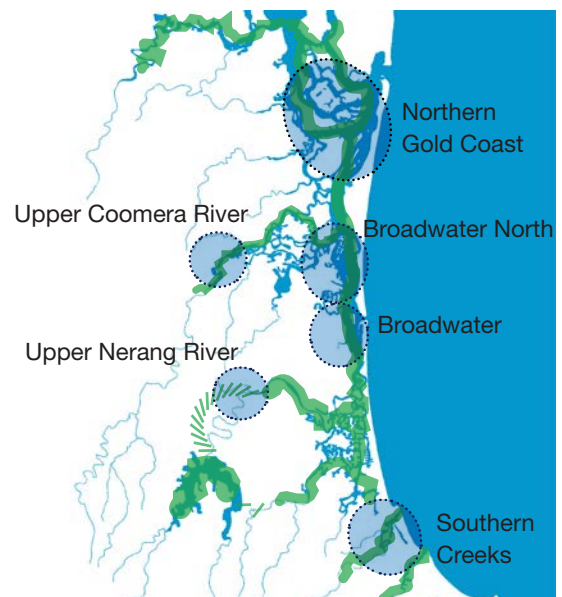 Northern
Gold Coast
Upper Coomera River
Broadwater North
Broadwater
Upper Nerang River
Southern
Creeks